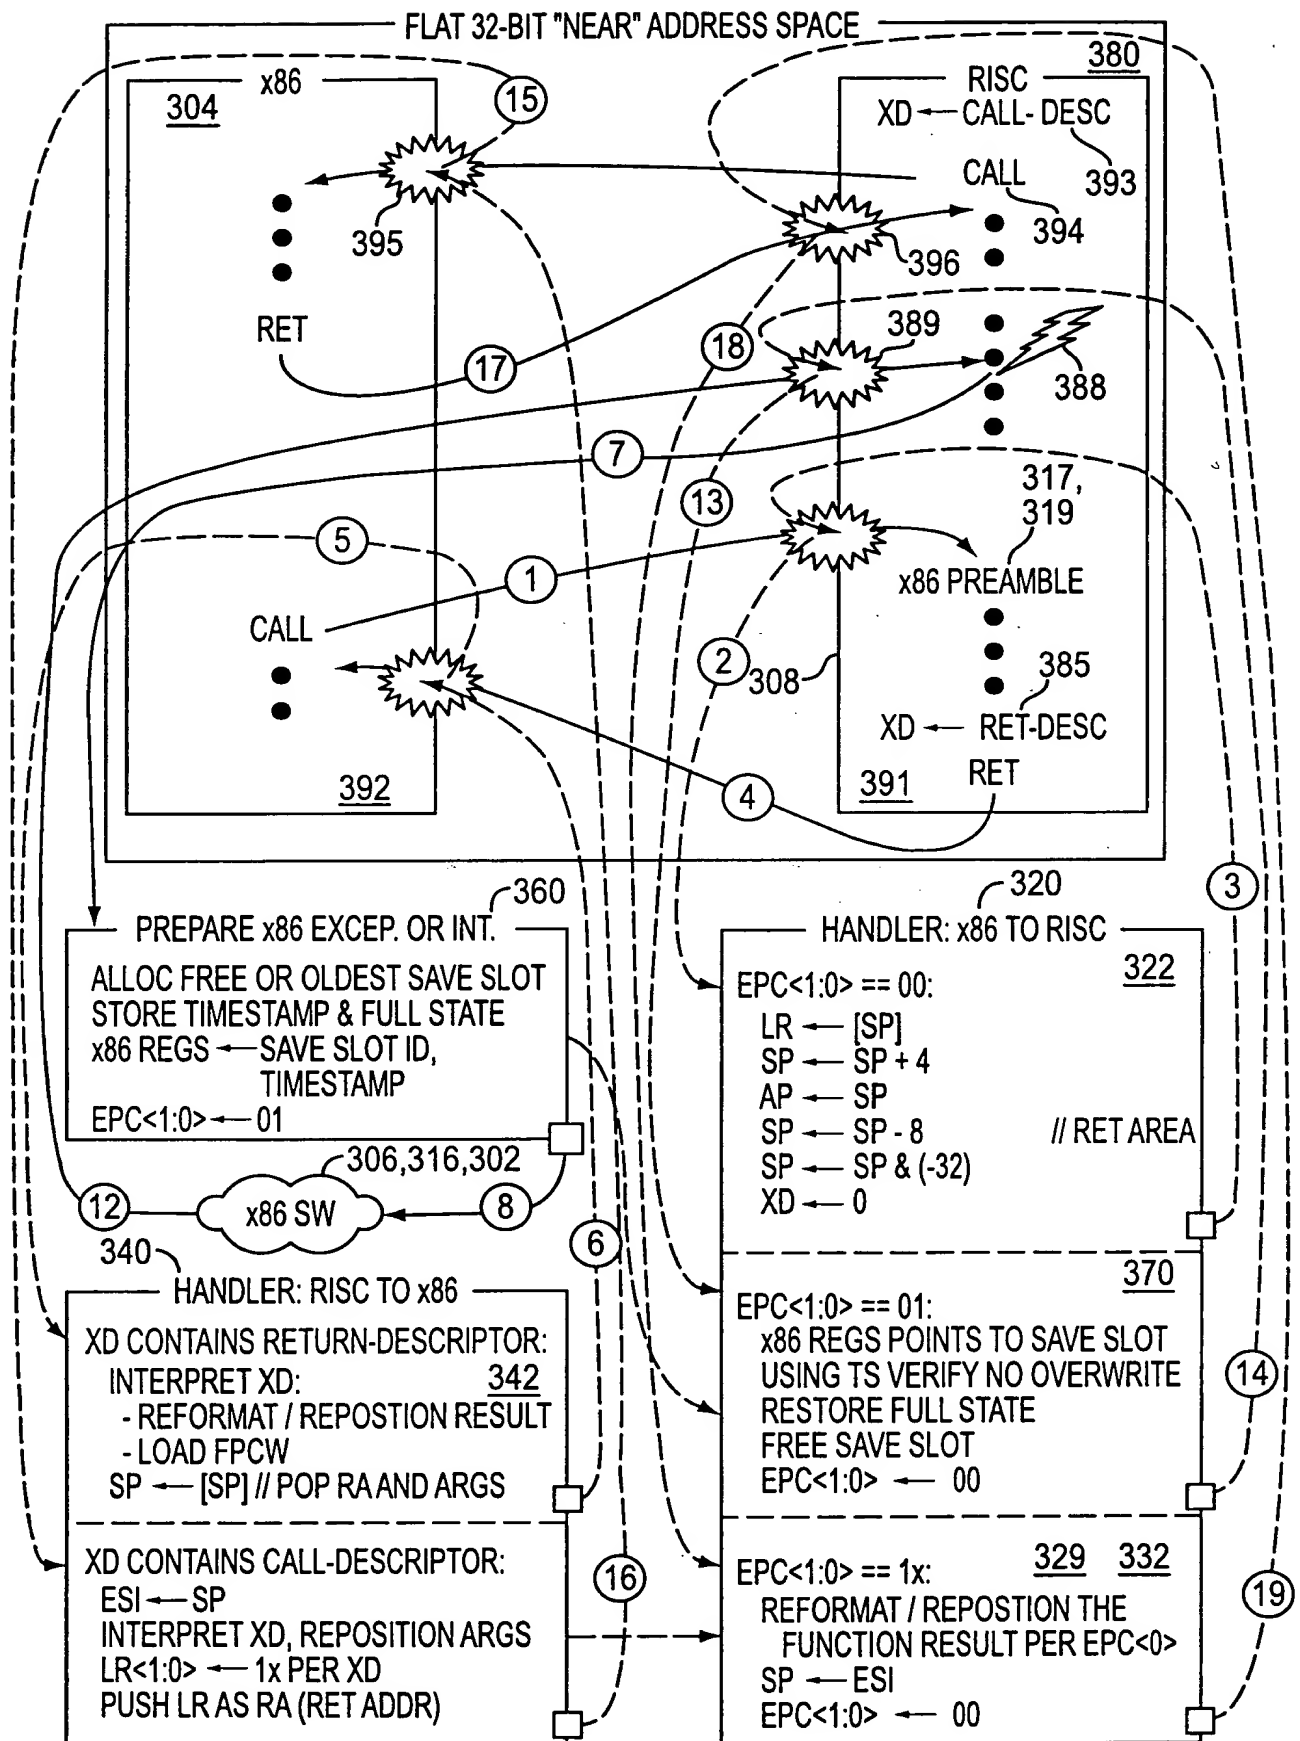 FLAT 32-BIT "NEAR" ADDRESS SPACE
x86
304
15
395
RET
17
7
5
1
CALL
392
4
380
RISC
XD ← CALL- DESC
393
CALL
394
396
18
389
388
13
317,
319
x86 PREAMBLE
2
308
385
XD ← RET-DESC
391
RET
3
360
PREPARE x86 EXCEP. OR INT.
ALLOC FREE OR OLDEST SAVE SLOT
STORE TIMESTAMP & FULL STATE
x86 REGS ← SAVE SLOT ID,
TIMESTAMP
EPC<1:0> ← 01
306,316,302
12
x86 SW
8
6
340
HANDLER: RISC TO x86
XD CONTAINS RETURN-DESCRIPTOR:
INTERPRET XD:
342
- REFORMAT / REPOSTION RESULT
- LOAD FPCW
SP ← [SP] // POP RA AND ARGS
XD CONTAINS CALL-DESCRIPTOR:
ESI ← SP
INTERPRET XD, REPOSITION ARGS
LR<1:0> ← 1x PER XD
PUSH LR AS RA (RET ADDR)
16
320
HANDLER: x86 TO RISC
322
EPC<1:0> == 00:
LR ← [SP]
SP ← SP + 4
AP ← SP
SP ← SP - 8 // RET AREA
SP ← SP & (-32)
XD ← 0
370
EPC<1:0> == 01:
x86 REGS POINTS TO SAVE SLOT
USING TS VERIFY NO OVERWRITE
RESTORE FULL STATE
FREE SAVE SLOT
EPC<1:0> ← 00
14
EPC<1:0> == 1x:
329 332
REFORMAT / REPOSTION THE
FUNCTION RESULT PER EPC<0>
SP ← ESI
EPC<1:0> ← 00
19